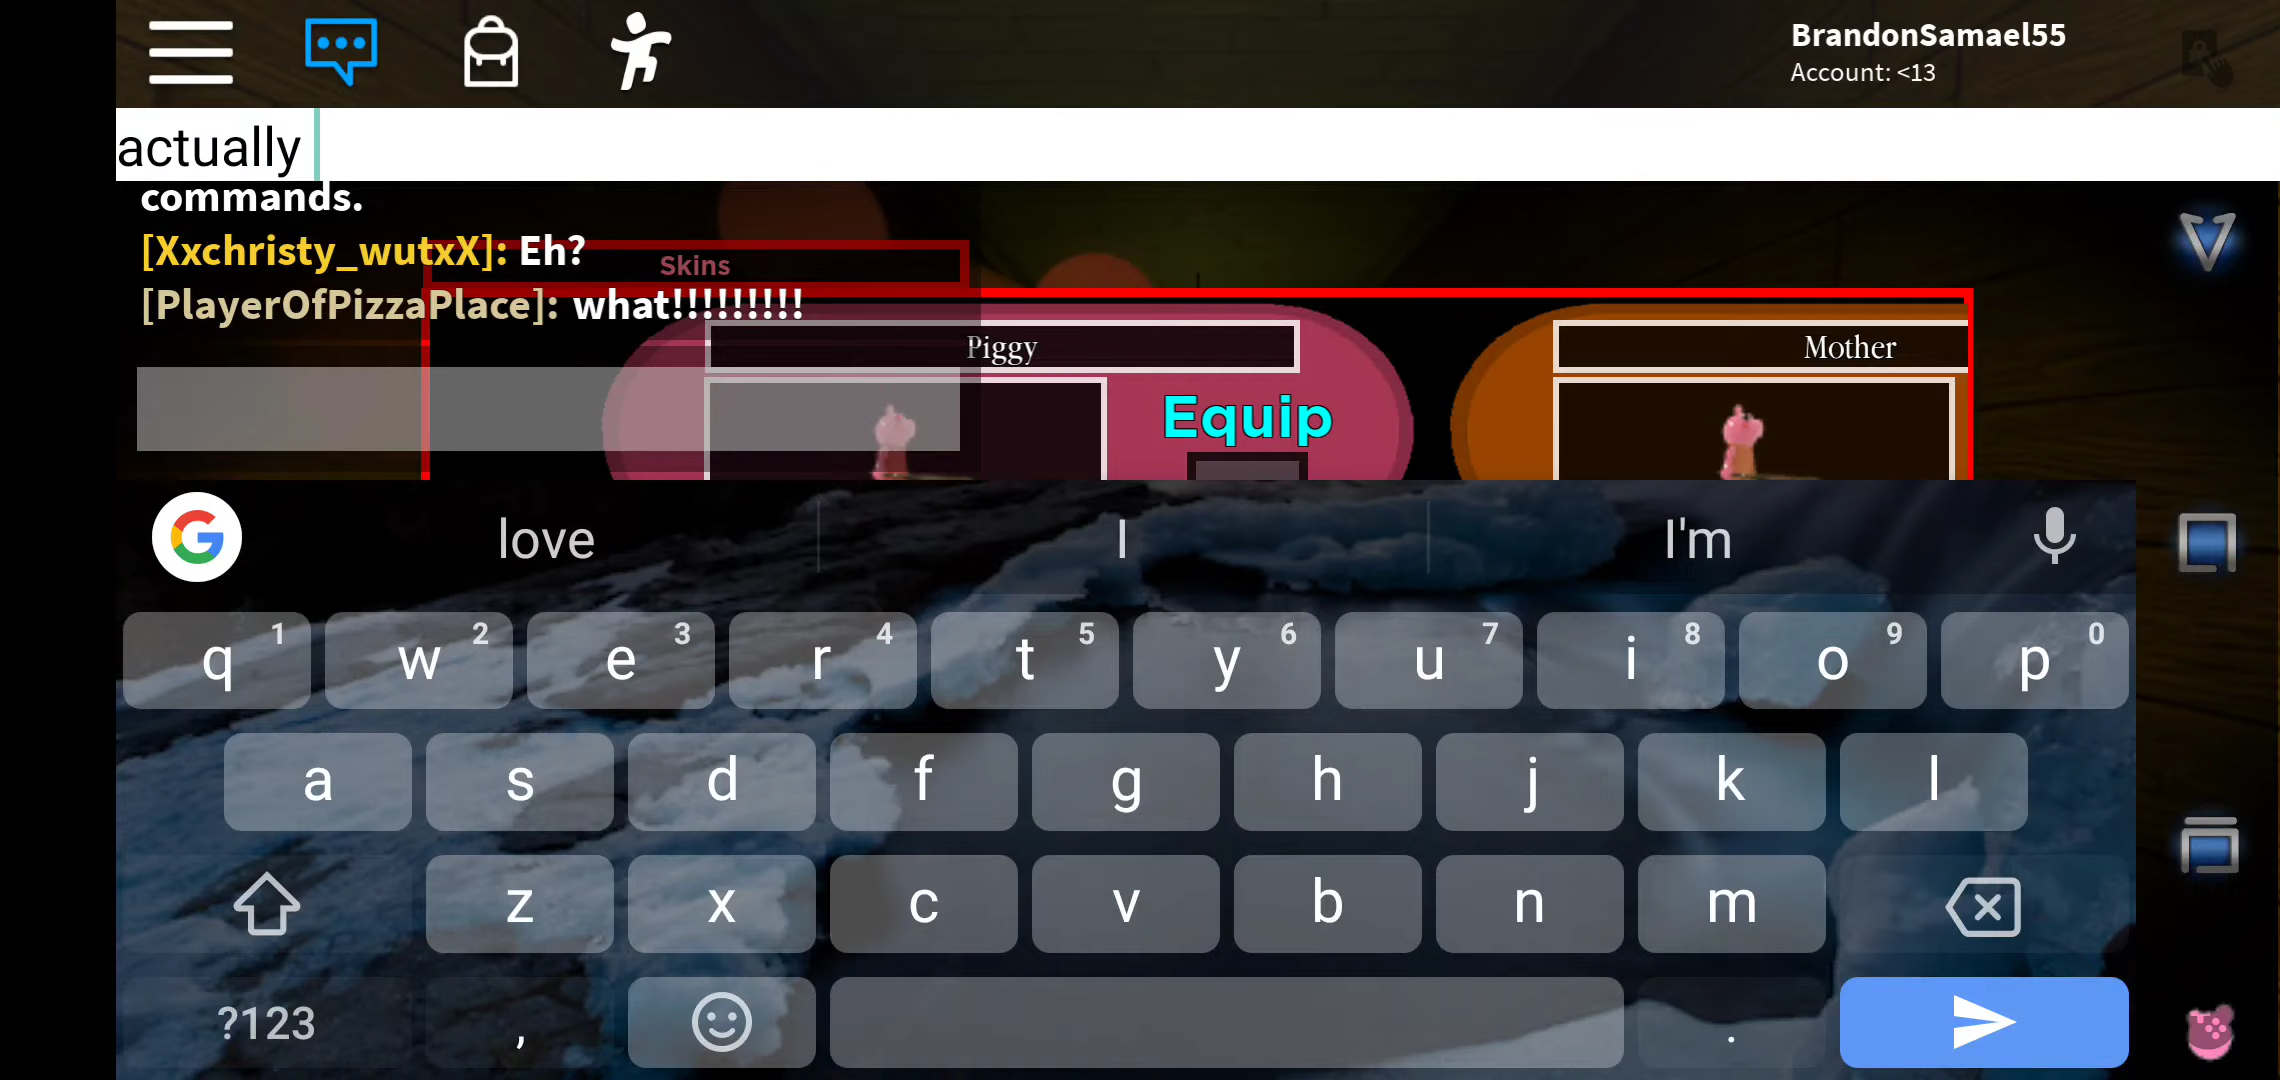 BrandonSamael55
Account: <13
actually
commands.
[Xxchristy_wutxX]: Eh?
Skins
[PlayerOfPizzaPlace]: what!!!!!!!!!
Piggy
Mother
Equip
G love I I'm
q 1 w 2 e 3 r 4 t 5 y 6 u 7 i 8 o 9 p 0
a s d f g h j k l
z x c v b n m
?123 , .